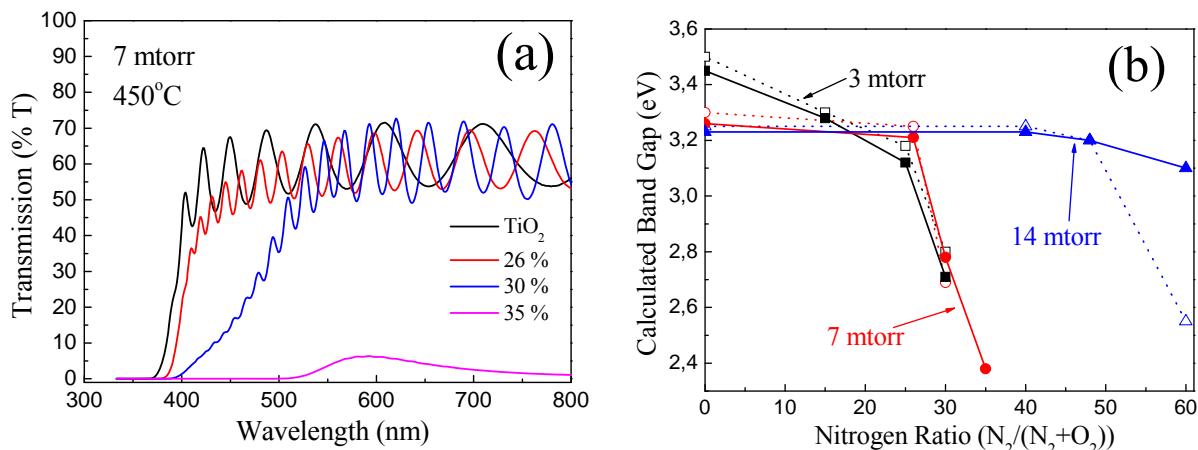 (a)
7 mtorr
450°C
100
90
80
70
60
50
40
30
20
10
0
Transmission (% T)
TiO₂
26 %
30 %
35 %
300 400 500 600 700 800
Wavelength (nm)
(b)
3,6
3,4
3,2
3,0
2,8
2,6
2,4
Calculated Band Gap (eV)
3 mtorr
14 mtorr
7 mtorr
0 10 20 30 40 50 60
Nitrogen Ratio (N₂/(N₂+O₂))